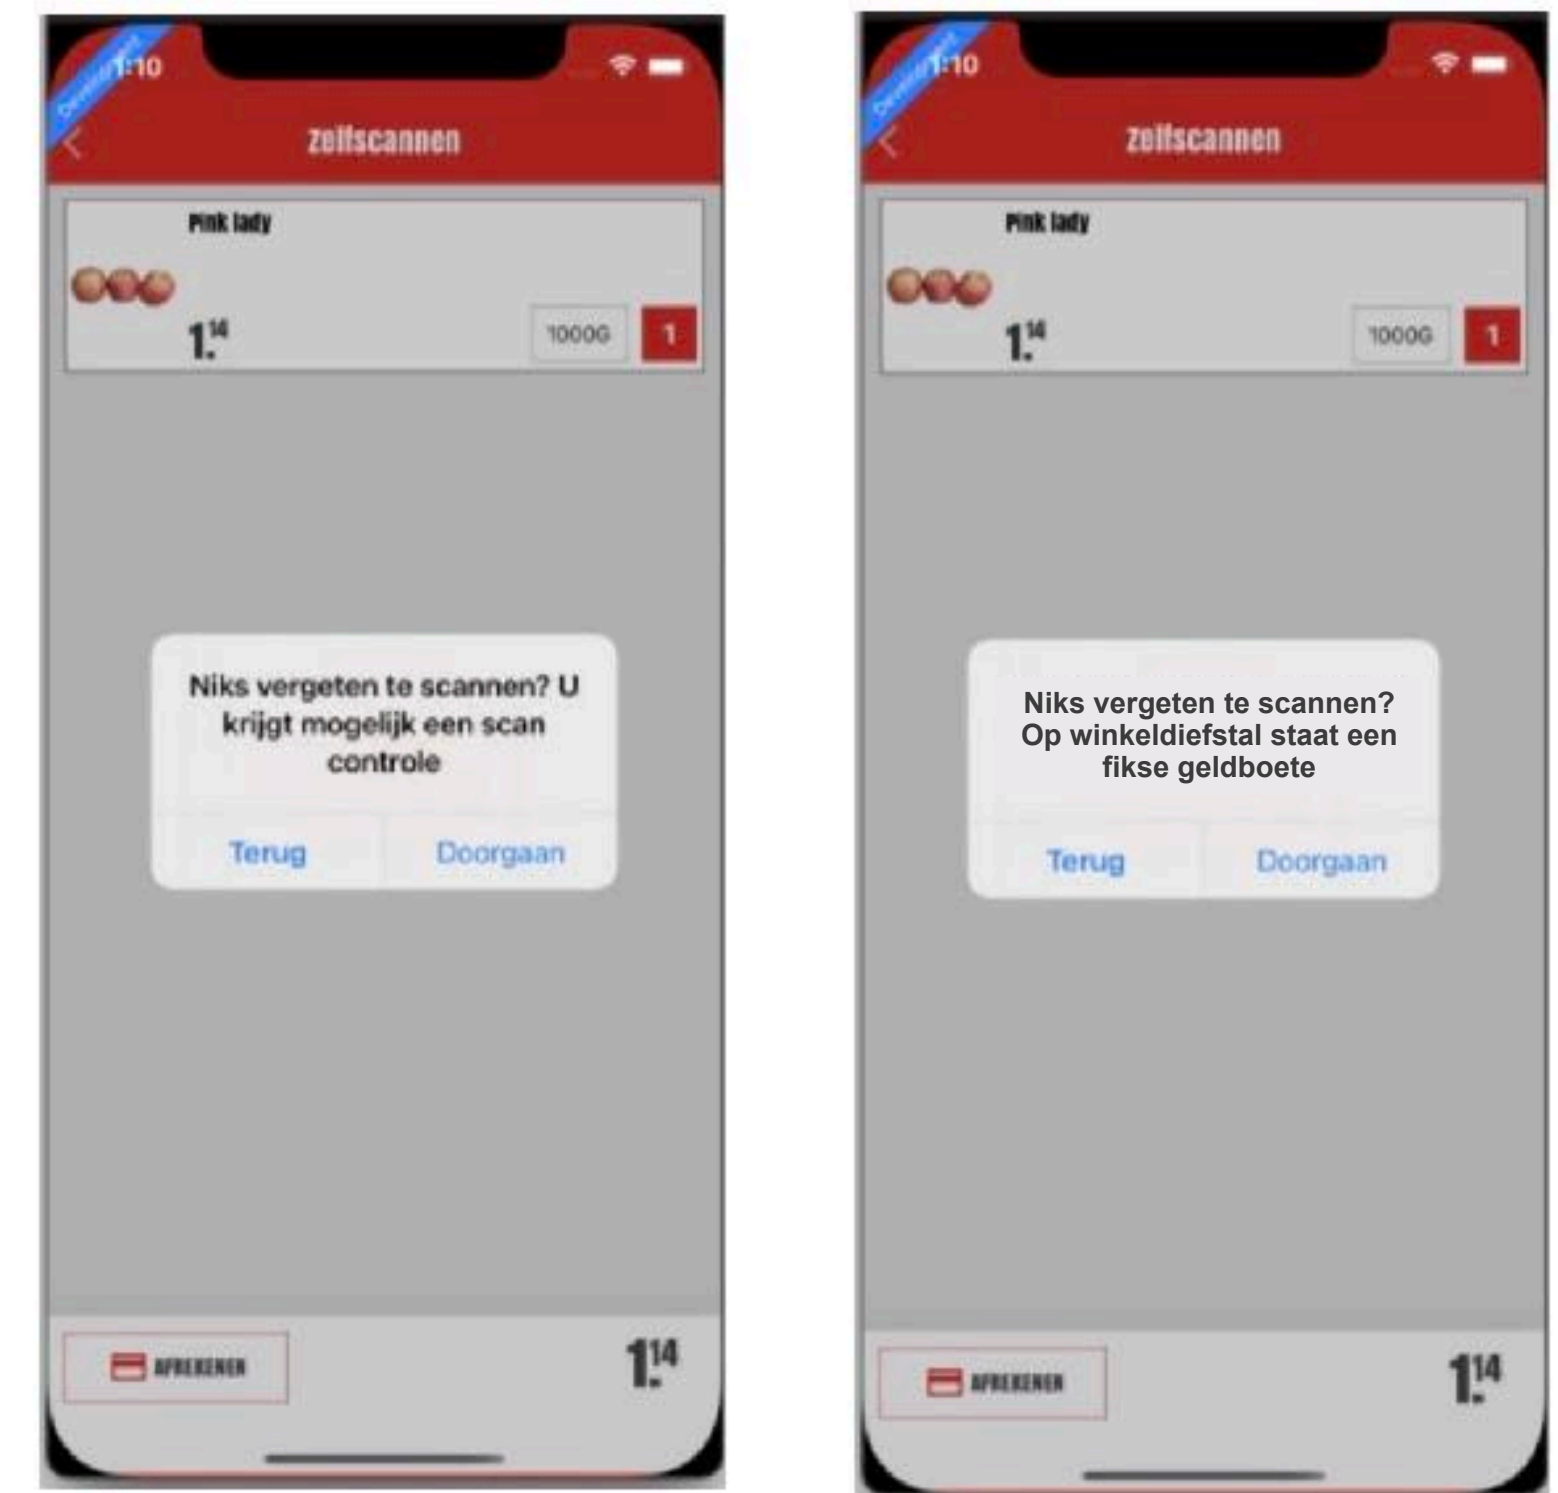 1:10
zelfscannen
Pink lady
1.14
1000G
1
Niks vergeten te scannen? U
krijgt mogelijk een scan
controle
Terug
Doorgaan
AFREKENEN
1.14
1:10
zelfscannen
Pink lady
1.14
1000G
1
Niks vergeten te scannen?
Op winkeldiefstal staat een
fikse geldboete
Terug
Doorgaan
AFREKENEN
1.14